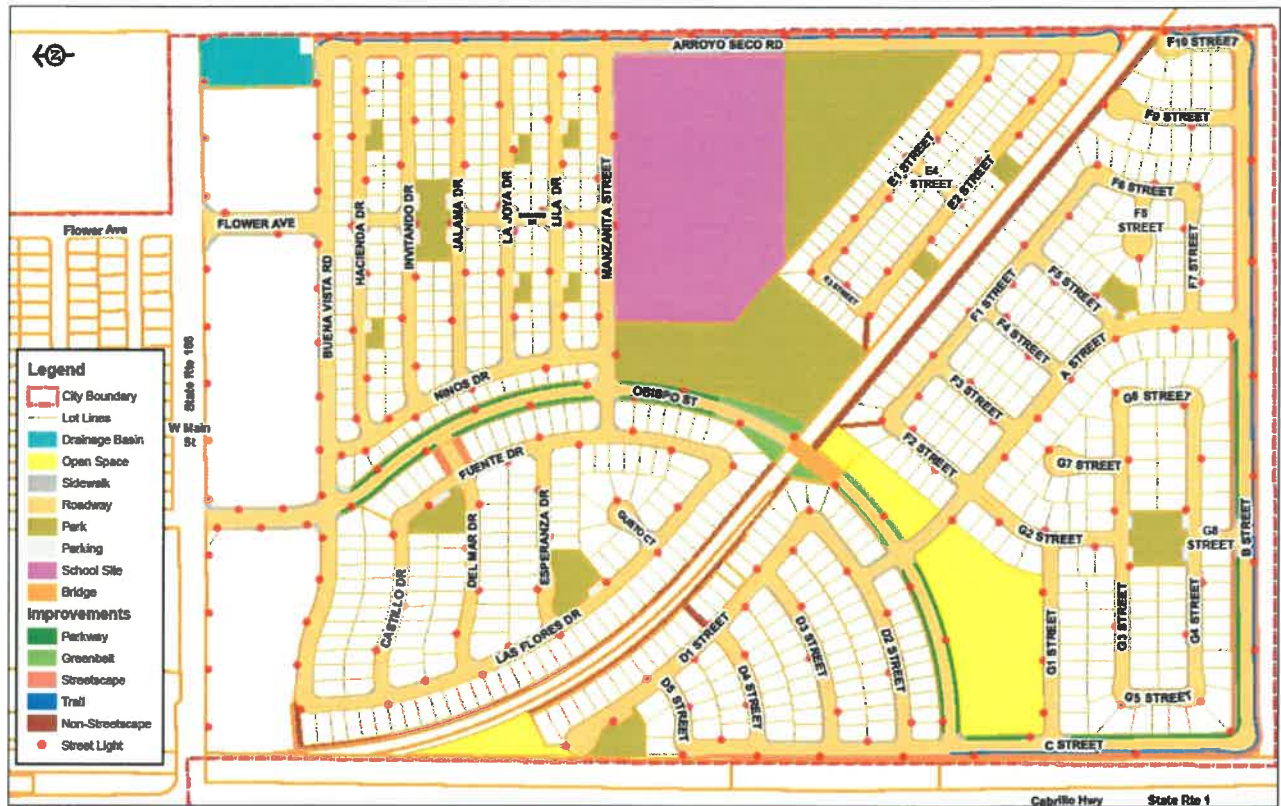 N
ARROYO SECO RD
F10 STREET
F9 STREET
FLOWER AVE
Flower Ave
BUENA VISTA RD
HACIENDA DR
INVITANDO DR
JALAMA DR
LA JOYA DR
LILA DR
MANZANITA STREET
E1 STREET
E4
STREET
E2 STREET
E3 STREET
F6 STREET
F8
STREET
F7 STREET
F5 STREET
F1 STREET
F4 STREET
F3 STREET
F2 STREET
A STREET
State Rte 166
W Main
St
NINOS DR
OBISPO ST
FUENTE DR
DEL MAR DR
ESPERANZA DR
GUSTO CT
CASTILLO DR
LAS FLORES DR
G6 STREET
G7 STREET
G2 STREET
G8
STREET
B STREET
G1 STREET
G3 STREET
G4 STREET
G5 STREET
D1 STREET
D2 STREET
D3 STREET
D4 STREET
D5 STREET
C STREET
Cabrillo Hwy
State Rte 1
Legend
City Boundary
Lot Lines
Drainage Basin
Open Space
Sidewalk
Roadway
Park
Parking
School Site
Bridge
Improvements
Parkway
Greenbelt
Streetscape
Trail
Non-Streetscape
Street Light